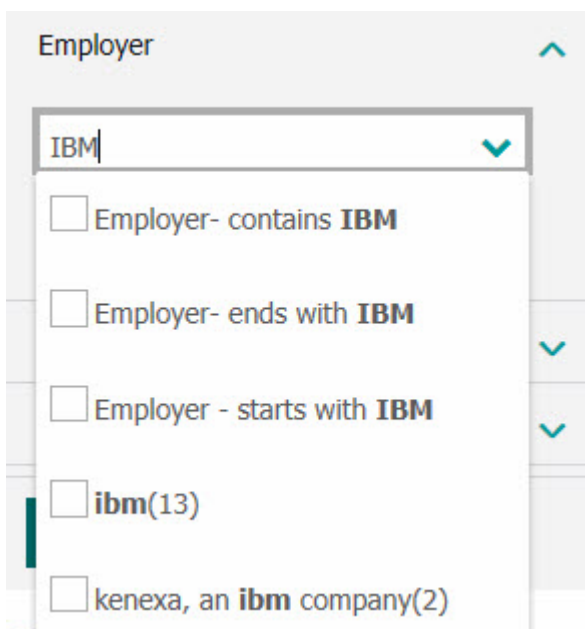 Employer
IBM
Employer- contains IBM
Employer- ends with IBM
Employer - starts with IBM
ibm(13)
kenexa, an ibm company(2)